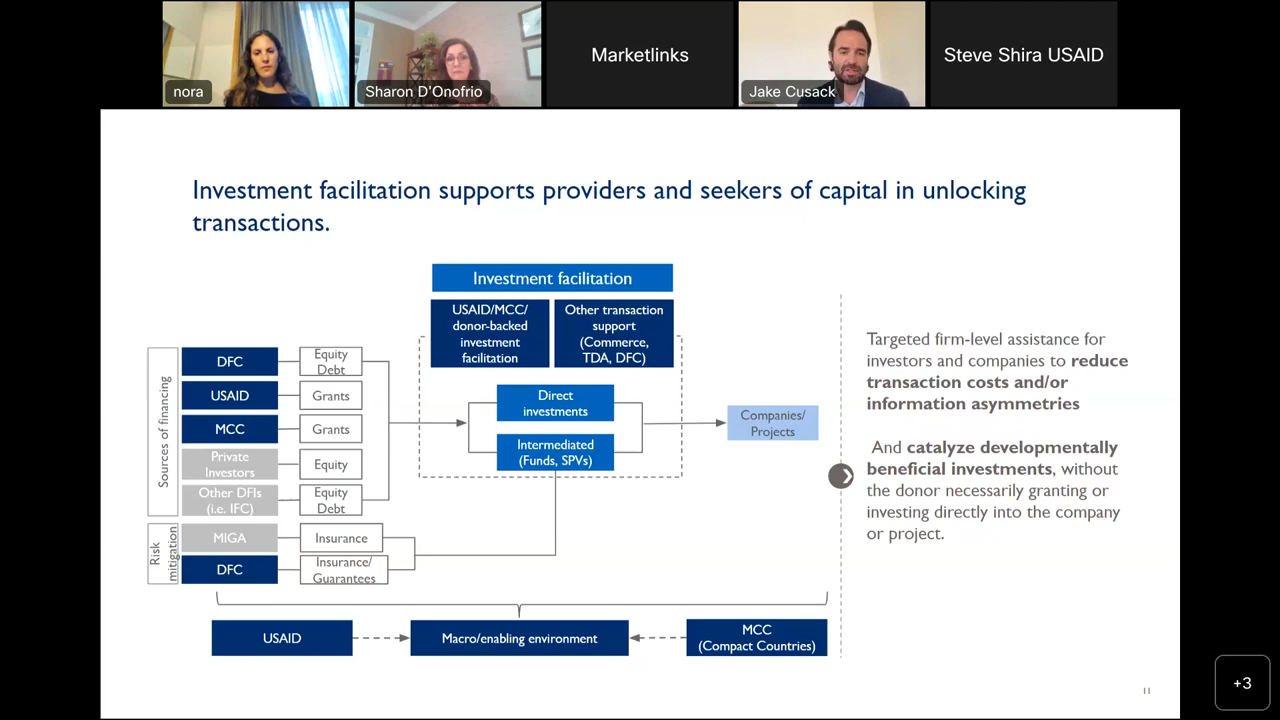 nora
Sharon D'Onofrio
Marketlinks
Jake Cusack
Steve Shira USAID
Investment facilitation supports providers and seekers of capital in unlocking
transactions.
Investment facilitation
USAID/MCC/
donor-backed
investment
facilitation
Other transaction
support
(Commerce,
TDA, DFC)
Sources of financing
DFC
Equity
Debt
USAID
Grants
MCC
Grants
Private
Investors
Equity
Other DFIs
(i.e. IFC)
Equity
Debt
Direct
investments
Intermediated
(Funds, SPVs)
Companies/
Projects
Risk
mitigation
MIGA
Insurance
DFC
Insurance/
Guarantees
USAID
Macro/enabling environment
MCC
(Compact Countries)
Targeted firm-level assistance for
investors and companies to reduce
transaction costs and/or
information asymmetries
And catalyze developmentally
beneficial investments, without
the donor necessarily granting or
investing directly into the company
or project.
11
+3